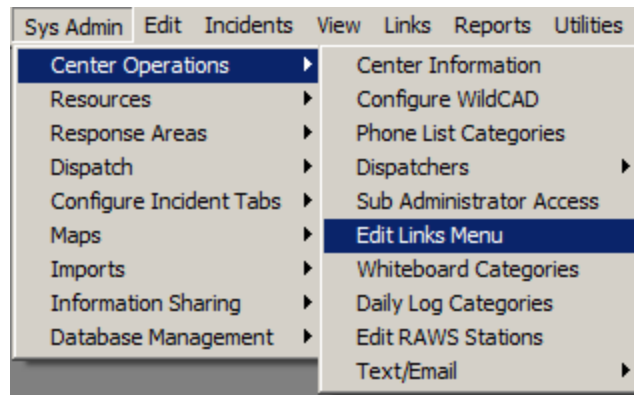 Sys Admin Edit Incidents View Links Reports Utilities
Center Operations
Resources
Response Areas
Dispatch
Configure Incident Tabs
Maps
Imports
Information Sharing
Database Management
Center Information
Configure WildCAD
Phone List Categories
Dispatchers
Sub Administrator Access
Edit Links Menu
Whiteboard Categories
Daily Log Categories
Edit RAWS Stations
Text/Email